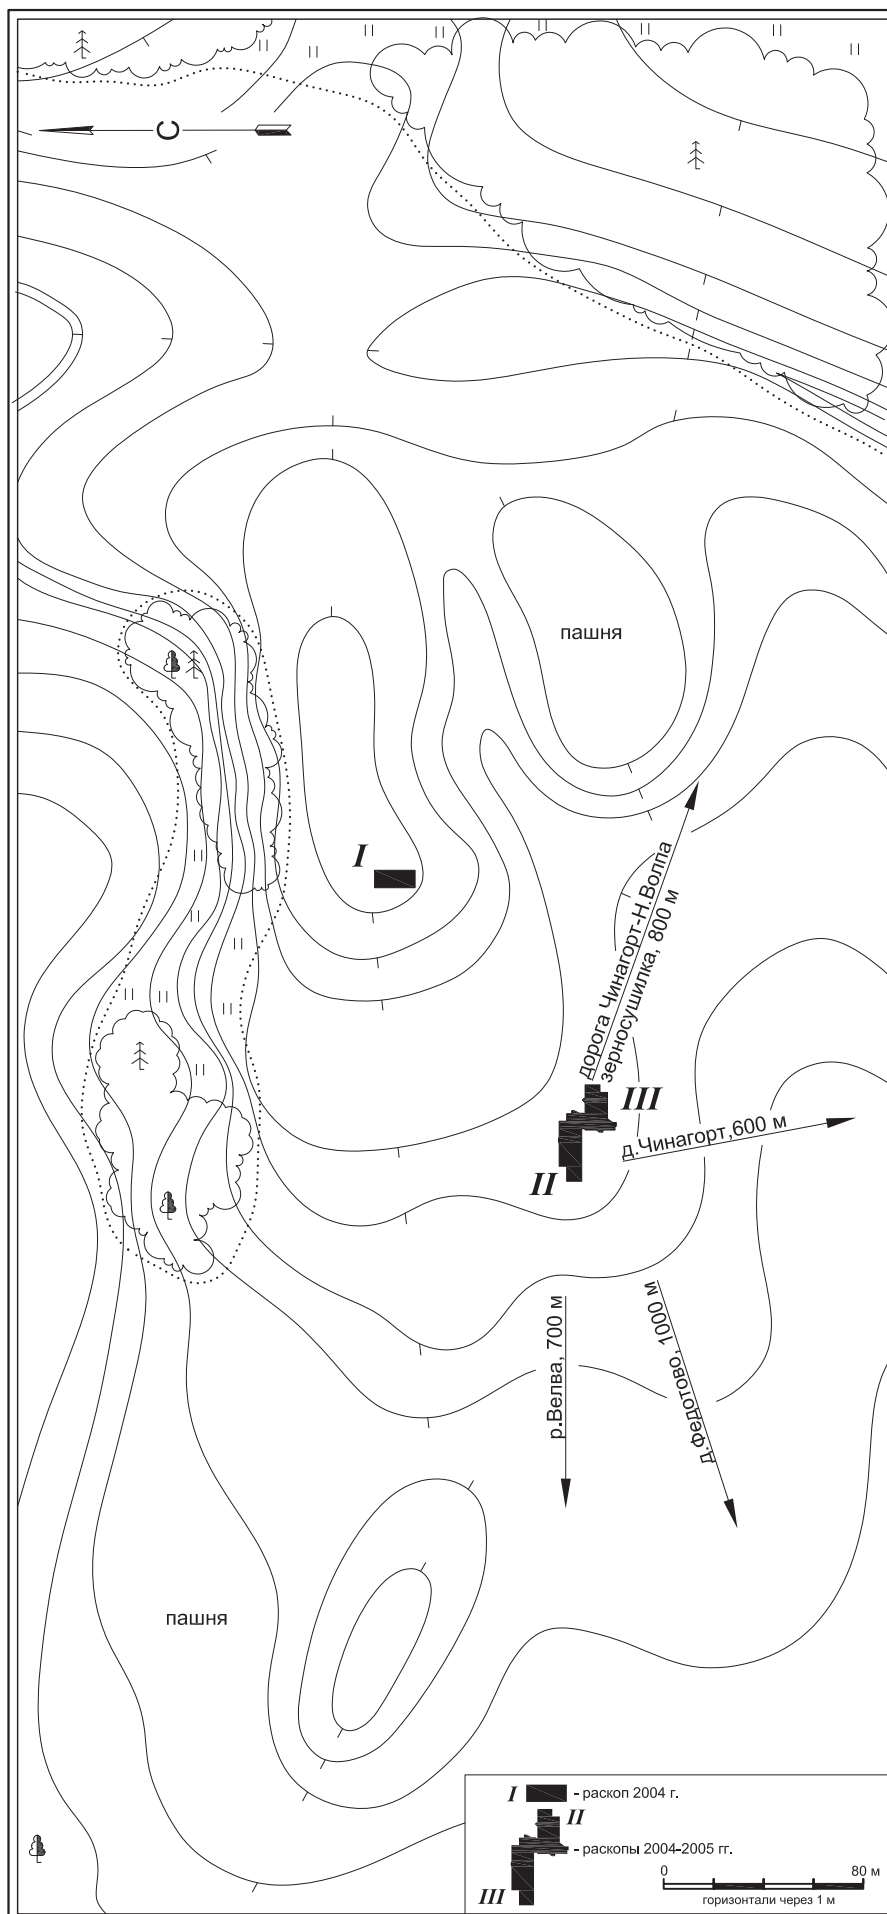 С
пашня
I
дорога Чинагорт-Н.Волпа
зерносушилка, 800 м
III
д.Чинагорт,600 м
II
р.Велва, 700 м
д.Федотово, 1000 м
пашня
I - раскоп 2004 г.
II
- раскопы 2004-2005 гг.
III
0 80 м
горизонтали через 1 м